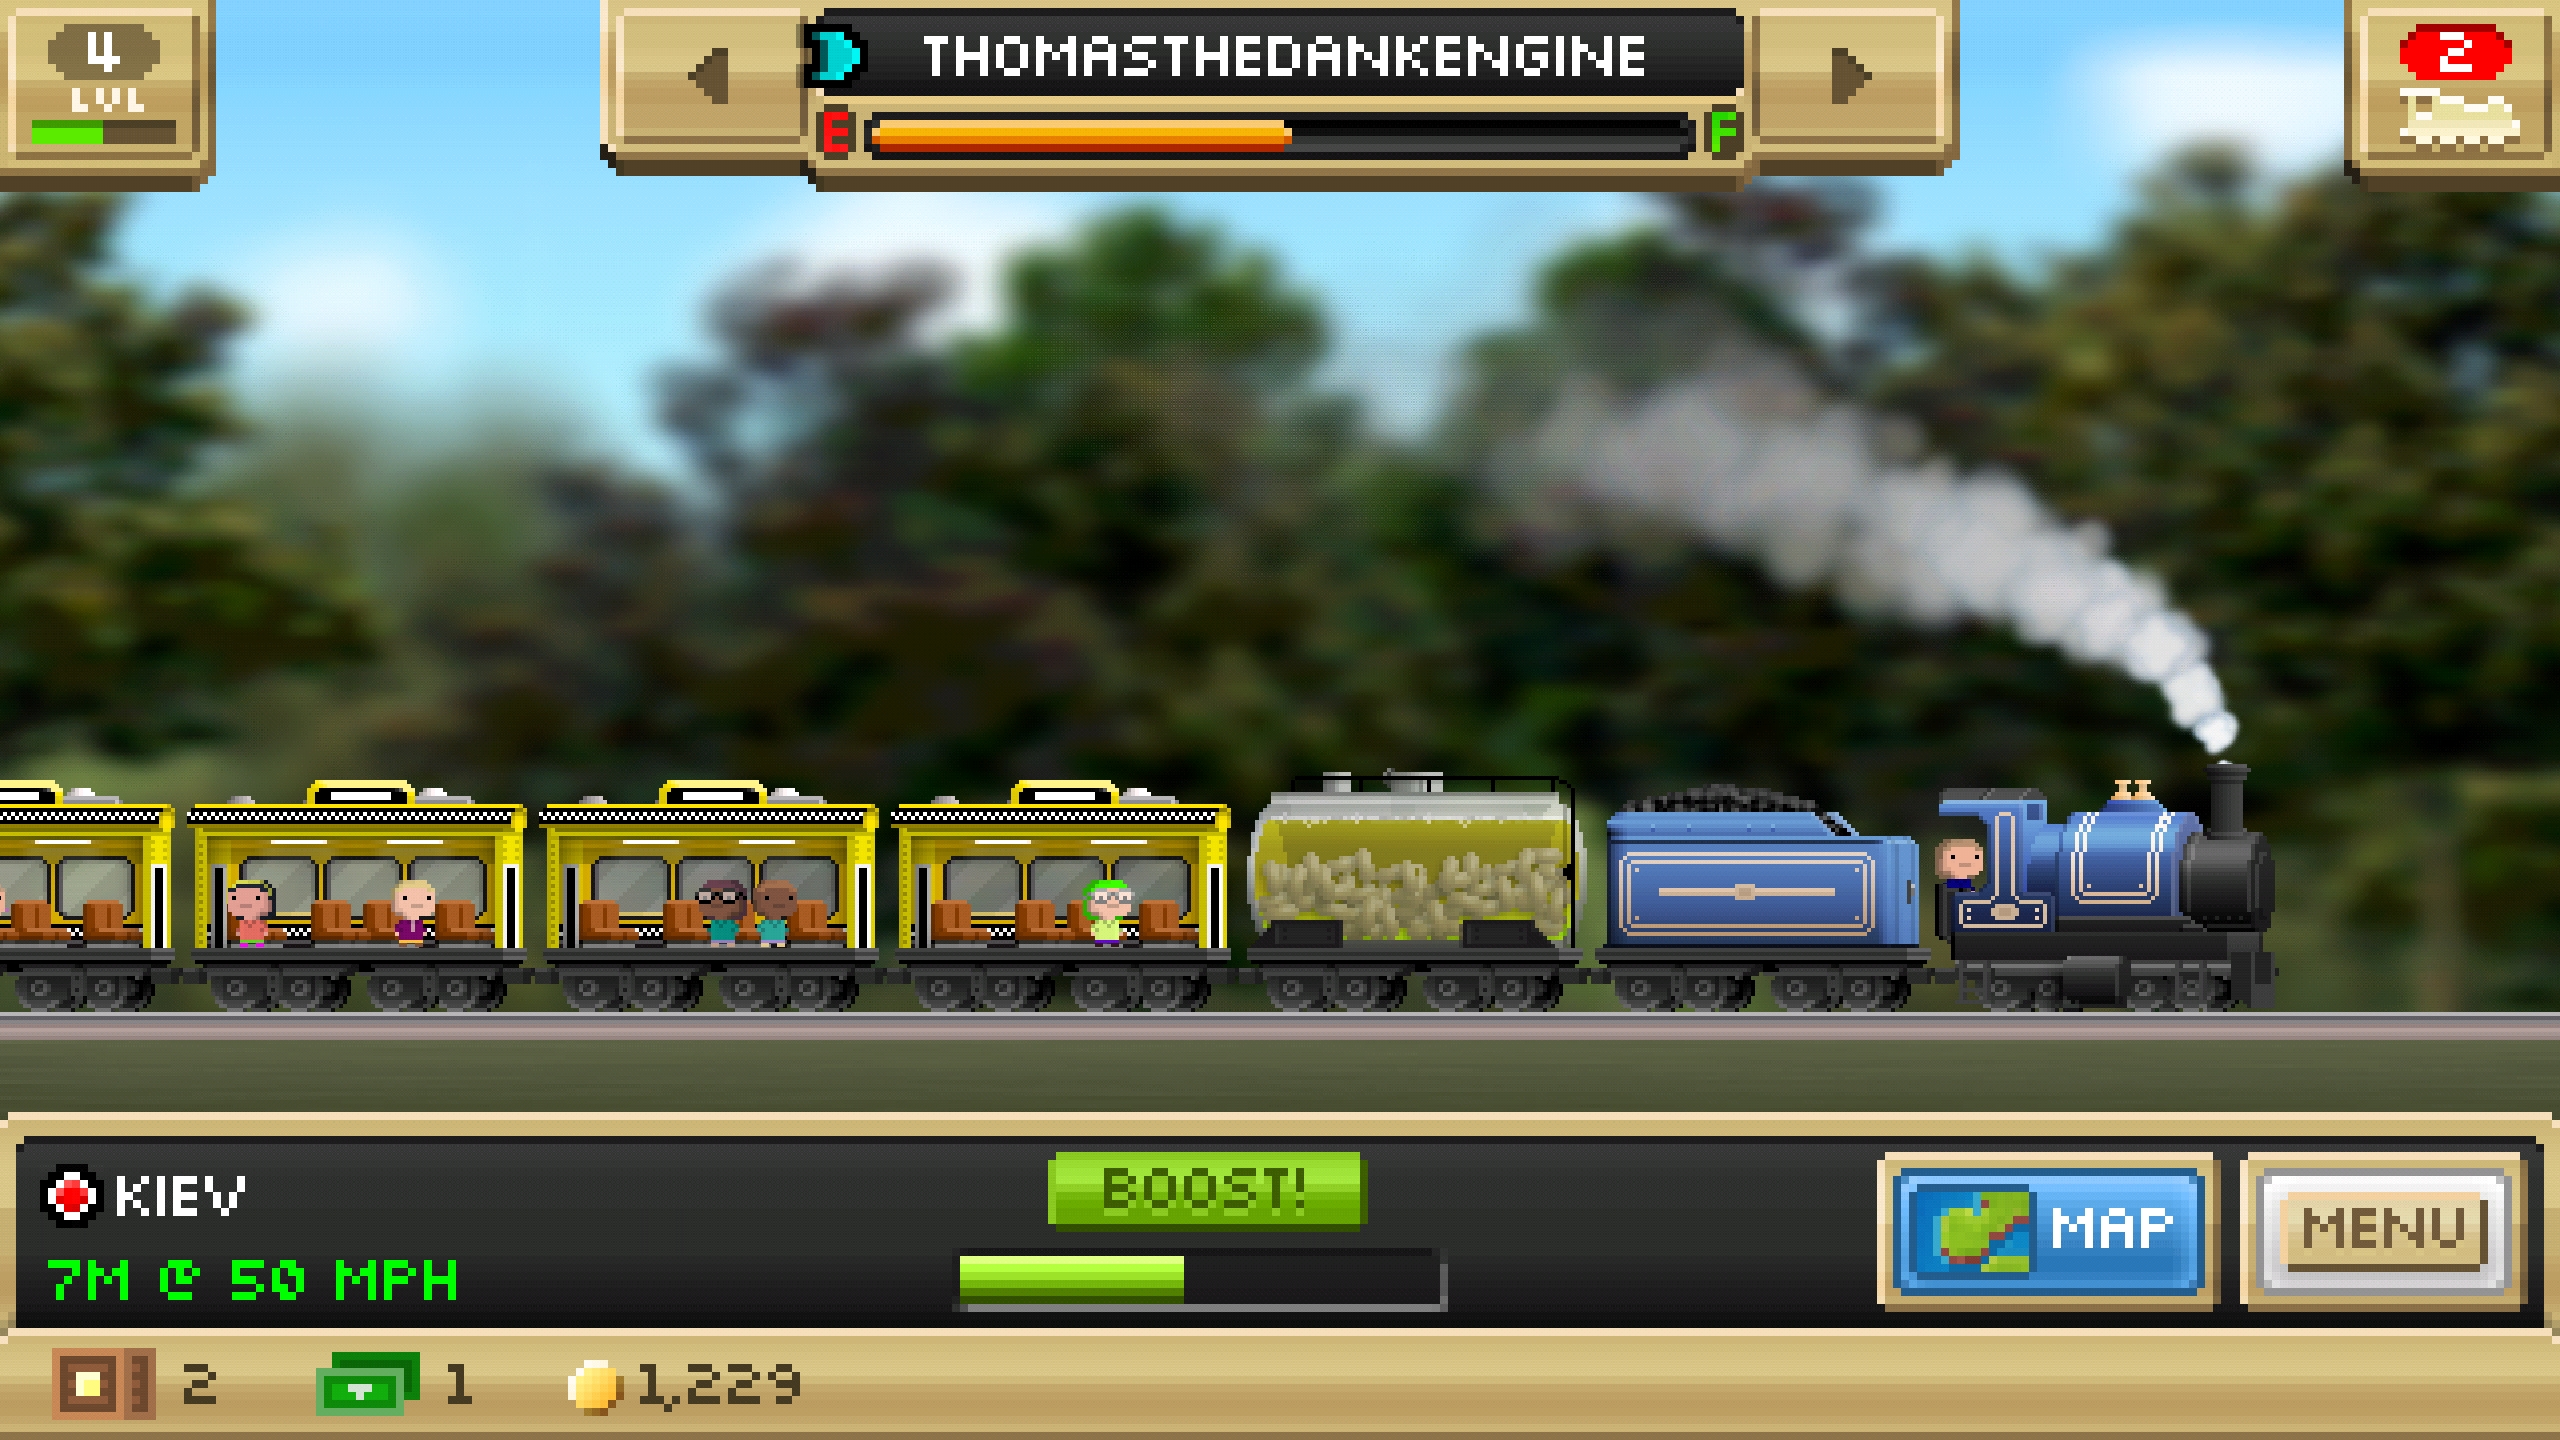 4
LVL
THOMASTHEDANKENGINE
E F
2
KIEV
7M @ 50 MPH
BOOST!
MAP
MENU
2 1 1,229